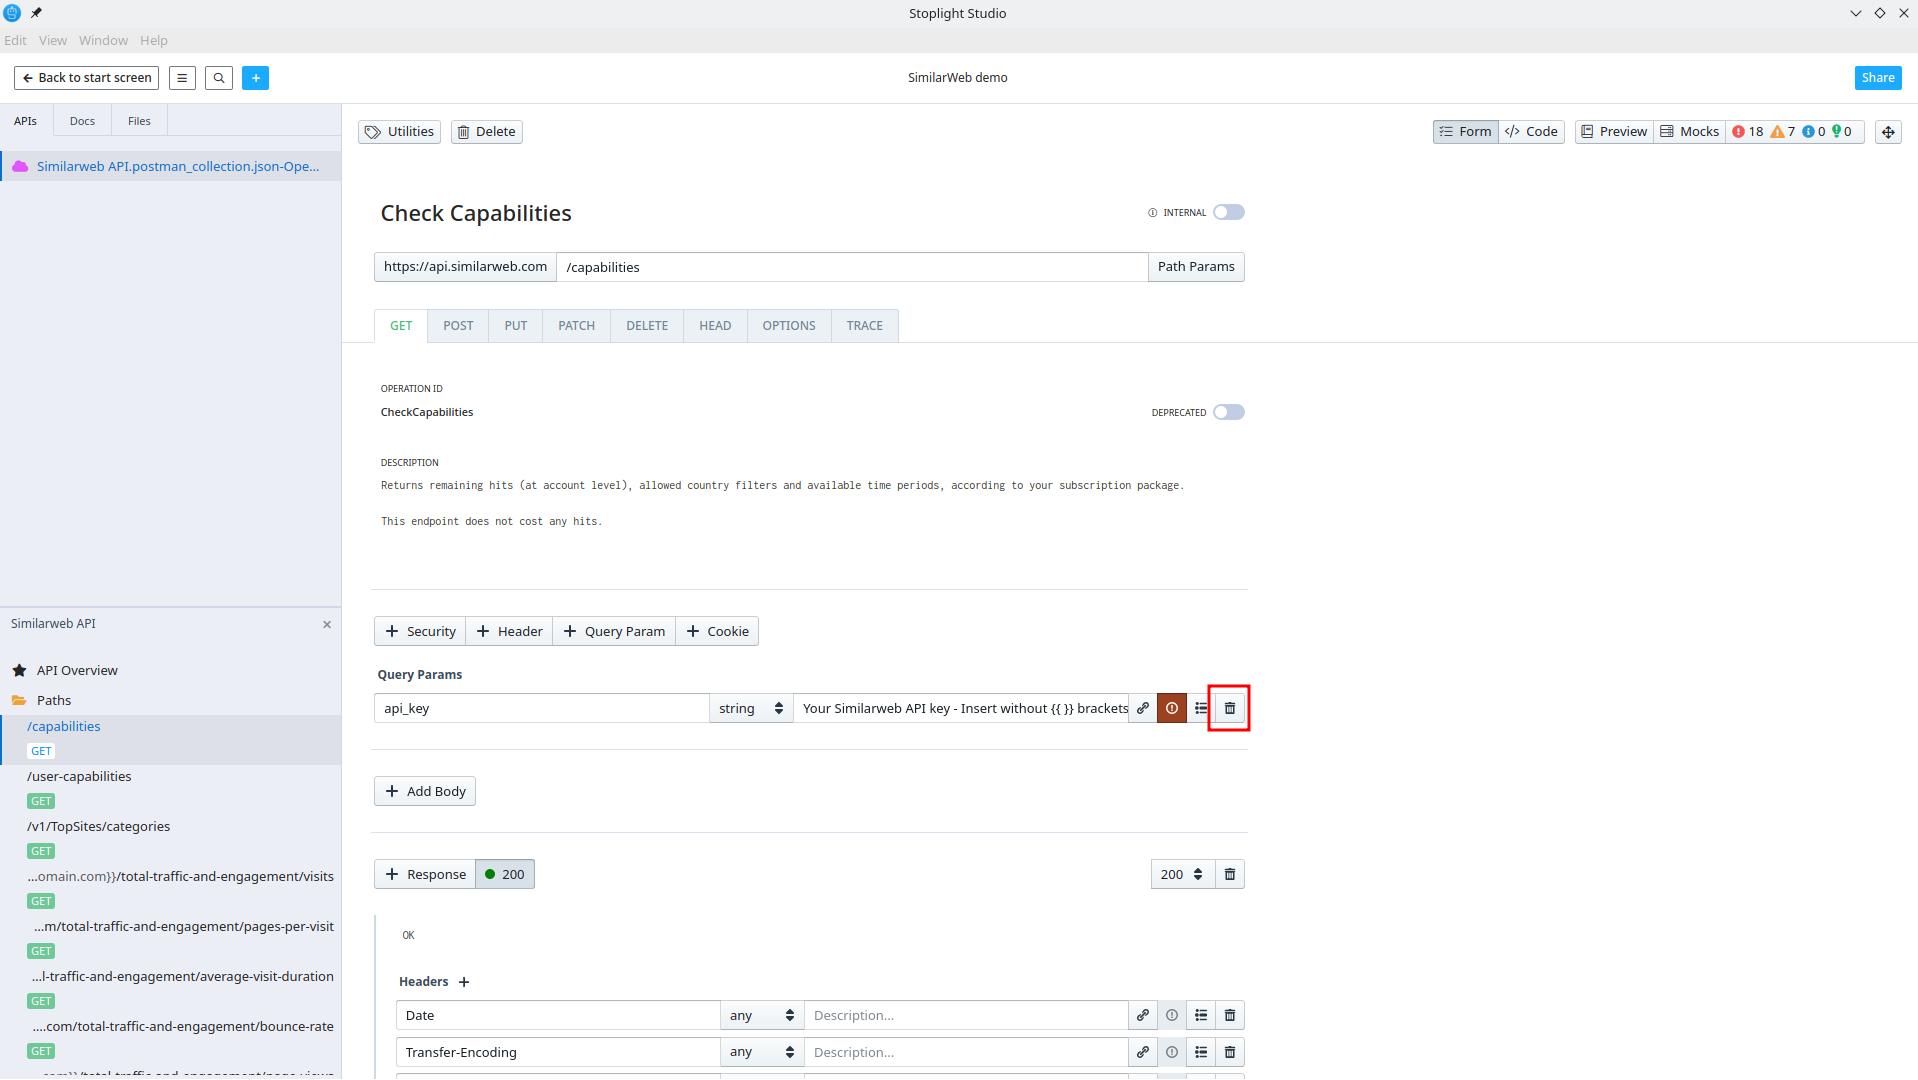 Stoplight Studio
Edit View Window Help
Back to start screen
SimilarWeb demo
Share
APIs Docs Files
Utilities Delete
Form </> Code Preview Mocks 18 7 0 0
Similarweb API.postman_collection.json-Ope...
Check Capabilities
INTERNAL
https://api.similarweb.com /capabilities Path Params
GET POST PUT PATCH DELETE HEAD OPTIONS TRACE
OPERATION ID
CheckCapabilities
DEPRECATED
DESCRIPTION
Returns remaining hits (at account level), allowed country filters and available time periods, according to your subscription package.
This endpoint does not cost any hits.
Security Header Query Param Cookie
Query Params
api_key string Your Similarweb API key - Insert without {{ }} brackets
Add Body
Response 200
200
OK
Headers
Date any Description...
Transfer-Encoding any Description...
Similarweb API
API Overview
Paths
/capabilities
GET
/user-capabilities
GET
/v1/TopSites/categories
GET
...omain.com}}/total-traffic-and-engagement/visits
GET
...m/total-traffic-and-engagement/pages-per-visit
GET
...l-traffic-and-engagement/average-visit-duration
GET
....com/total-traffic-and-engagement/bounce-rate
GET